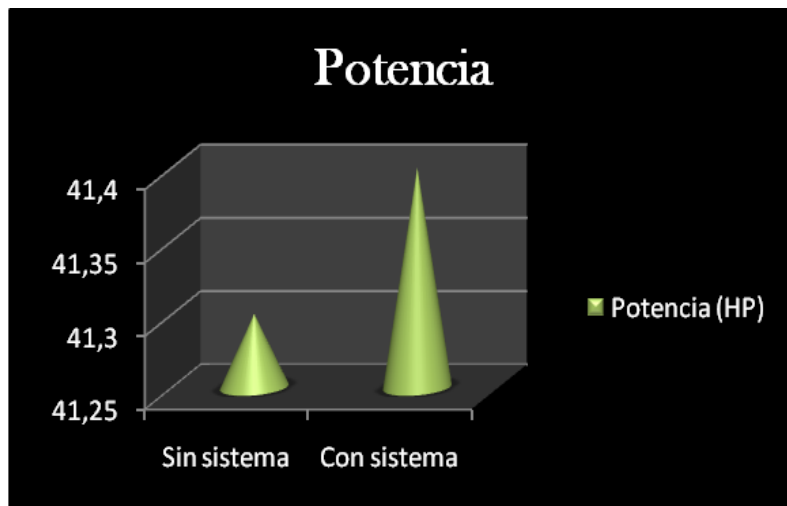 Potencia
41,4
41,35
41,3
41,25
Sin sistema
Con sistema
Potencia (HP)